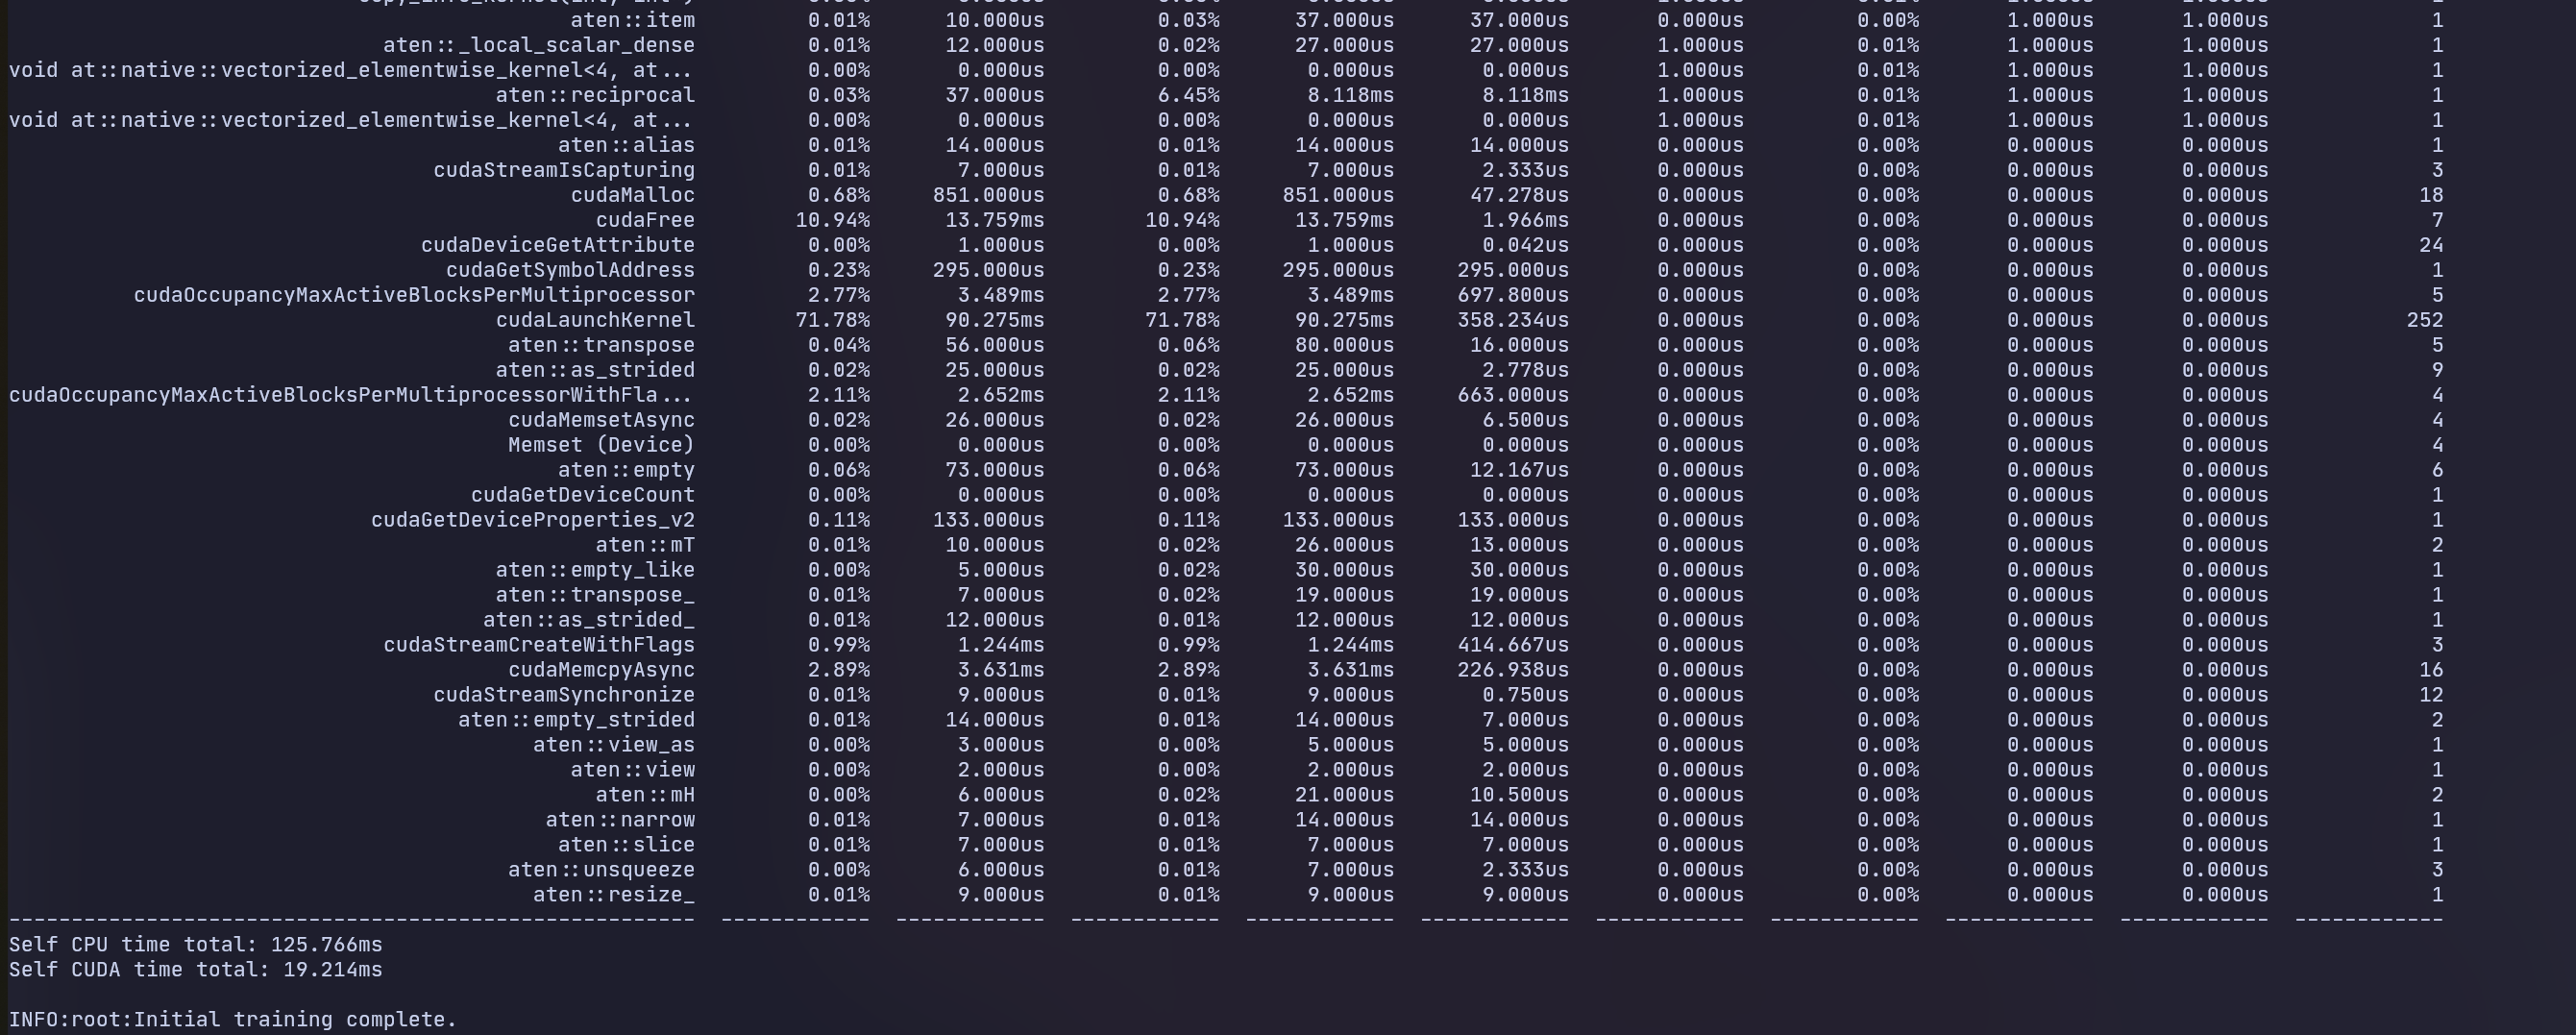 aten::item 0.01% 10.000us 0.03% 37.000us 37.000us 1.000us 0.01% 1.000us 1.000us 1
aten::_local_scalar_dense 0.01% 12.000us 0.02% 27.000us 27.000us 1.000us 0.01% 1.000us 1.000us 1
void at::native::vectorized_elementwise_kernel<4, at... 0.00% 0.000us 0.00% 0.000us 0.000us 1.000us 0.01% 1.000us 1.000us 1
aten::reciprocal 0.03% 37.000us 6.45% 8.118ms 8.118ms 1.000us 0.01% 1.000us 1.000us 1
void at::native::vectorized_elementwise_kernel<4, at... 0.00% 0.000us 0.00% 0.000us 0.000us 1.000us 0.01% 1.000us 1.000us 1
aten::alias 0.01% 14.000us 0.01% 14.000us 14.000us 0.000us 0.00% 0.000us 0.000us 1
cudaStreamIsCapturing 0.01% 7.000us 0.01% 7.000us 2.333us 0.000us 0.00% 0.000us 0.000us 3
cudaMalloc 0.68% 851.000us 0.68% 851.000us 47.278us 0.000us 0.00% 0.000us 0.000us 18
cudaFree 10.94% 13.759ms 10.94% 13.759ms 1.966ms 0.000us 0.00% 0.000us 0.000us 7
cudaDeviceGetAttribute 0.00% 1.000us 0.00% 1.000us 0.042us 0.000us 0.00% 0.000us 0.000us 24
cudaGetSymbolAddress 0.23% 295.000us 0.23% 295.000us 295.000us 0.000us 0.00% 0.000us 0.000us 1
cudaOccupancyMaxActiveBlocksPerMultiprocessor 2.77% 3.489ms 2.77% 3.489ms 697.800us 0.000us 0.00% 0.000us 0.000us 5
cudaLaunchKernel 71.78% 90.275ms 71.78% 90.275ms 358.234us 0.000us 0.00% 0.000us 0.000us 252
aten::transpose 0.04% 56.000us 0.06% 80.000us 16.000us 0.000us 0.00% 0.000us 0.000us 5
aten::as_strided 0.02% 25.000us 0.02% 25.000us 2.778us 0.000us 0.00% 0.000us 0.000us 9
cudaOccupancyMaxActiveBlocksPerMultiprocessorWithFla... 2.11% 2.652ms 2.11% 2.652ms 663.000us 0.000us 0.00% 0.000us 0.000us 4
cudaMemsetAsync 0.02% 26.000us 0.02% 26.000us 6.500us 0.000us 0.00% 0.000us 0.000us 4
Memset (Device) 0.00% 0.000us 0.00% 0.000us 0.000us 0.000us 0.00% 0.000us 0.000us 4
aten::empty 0.06% 73.000us 0.06% 73.000us 12.167us 0.000us 0.00% 0.000us 0.000us 6
cudaGetDeviceCount 0.00% 0.000us 0.00% 0.000us 0.000us 0.000us 0.00% 0.000us 0.000us 1
cudaGetDeviceProperties_v2 0.11% 133.000us 0.11% 133.000us 133.000us 0.000us 0.00% 0.000us 0.000us 1
aten::mT 0.01% 10.000us 0.02% 26.000us 13.000us 0.000us 0.00% 0.000us 0.000us 2
aten::empty_like 0.00% 5.000us 0.02% 30.000us 30.000us 0.000us 0.00% 0.000us 0.000us 1
aten::transpose_ 0.01% 7.000us 0.02% 19.000us 19.000us 0.000us 0.00% 0.000us 0.000us 1
aten::as_strided_ 0.01% 12.000us 0.01% 12.000us 12.000us 0.000us 0.00% 0.000us 0.000us 1
cudaStreamCreateWithFlags 0.99% 1.244ms 0.99% 1.244ms 414.667us 0.000us 0.00% 0.000us 0.000us 3
cudaMemcpyAsync 2.89% 3.631ms 2.89% 3.631ms 226.938us 0.000us 0.00% 0.000us 0.000us 16
cudaStreamSynchronize 0.01% 9.000us 0.01% 9.000us 0.750us 0.000us 0.00% 0.000us 0.000us 12
aten::empty_strided 0.01% 14.000us 0.01% 14.000us 7.000us 0.000us 0.00% 0.000us 0.000us 2
aten::view_as 0.00% 3.000us 0.00% 5.000us 5.000us 0.000us 0.00% 0.000us 0.000us 1
aten::view 0.00% 2.000us 0.00% 2.000us 2.000us 0.000us 0.00% 0.000us 0.000us 1
aten::mH 0.00% 6.000us 0.02% 21.000us 10.500us 0.000us 0.00% 0.000us 0.000us 2
aten::narrow 0.01% 7.000us 0.01% 14.000us 14.000us 0.000us 0.00% 0.000us 0.000us 1
aten::slice 0.01% 7.000us 0.01% 7.000us 7.000us 0.000us 0.00% 0.000us 0.000us 1
aten::unsqueeze 0.00% 6.000us 0.01% 7.000us 2.333us 0.000us 0.00% 0.000us 0.000us 3
aten::resize_ 0.01% 9.000us 0.01% 9.000us 9.000us 0.000us 0.00% 0.000us 0.000us 1
------------------------------------------------------- ------------ ------------ ------------ ------------ ------------ ------------ ------------ ------------ ------------ ------------
Self CPU time total: 125.766ms
Self CUDA time total: 19.214ms
INFO:root:Initial training complete.